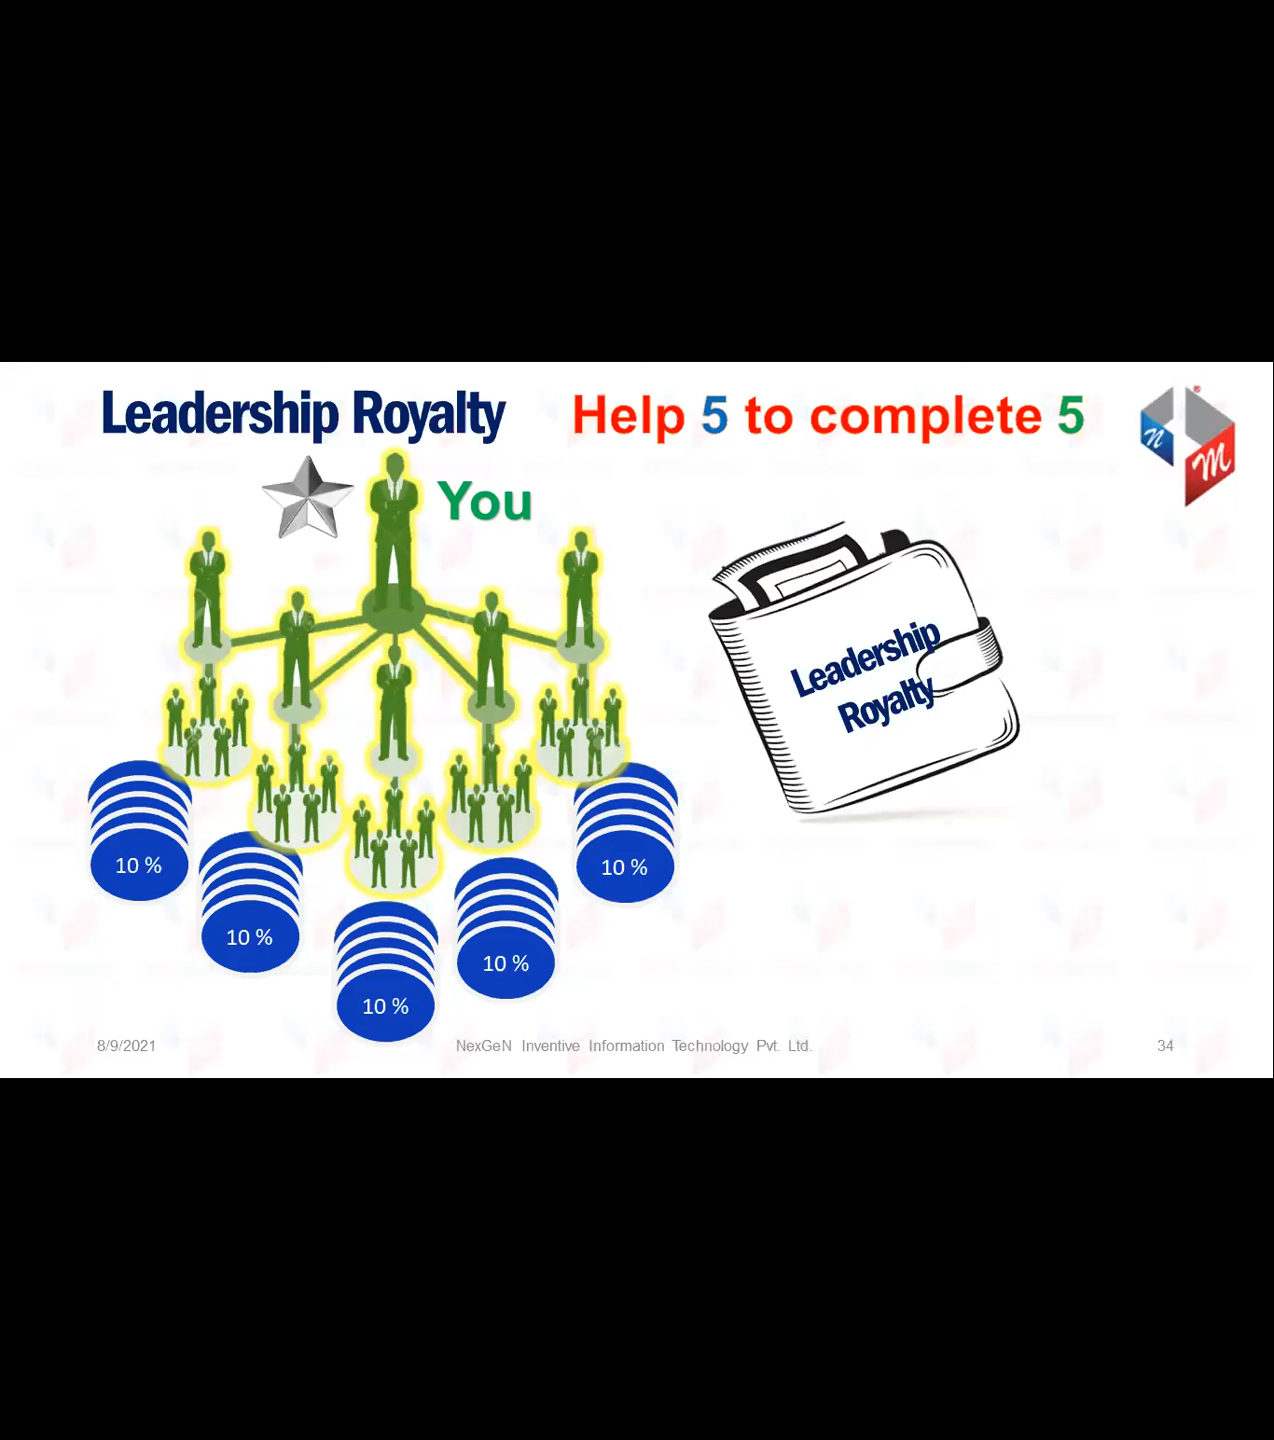 Leadership Royalty
Help 5 to complete 5
n
m
®
You
Leadership
Royalty
10 %
10 %
10 %
10 %
10 %
8/9/2021
NexGeN Inventive Information Technology Pvt. Ltd.
34